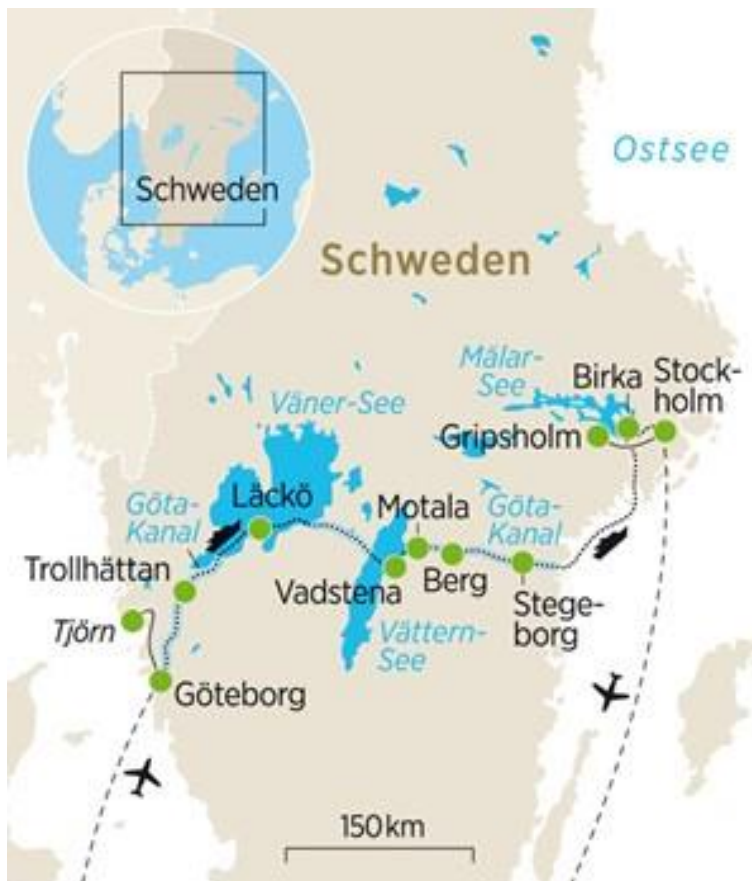 Schweden
Ostsee
Schweden
Mälar-
See
Birka
Stock-
holm
Gripsholm
Väner-See
Göta-
Kanal
Läckö
Motala
Göta-
Kanal
Trollhättan
Vadstena
Berg
Stege-
borg
Tjörn
Vättern-
See
Göteborg
150 km